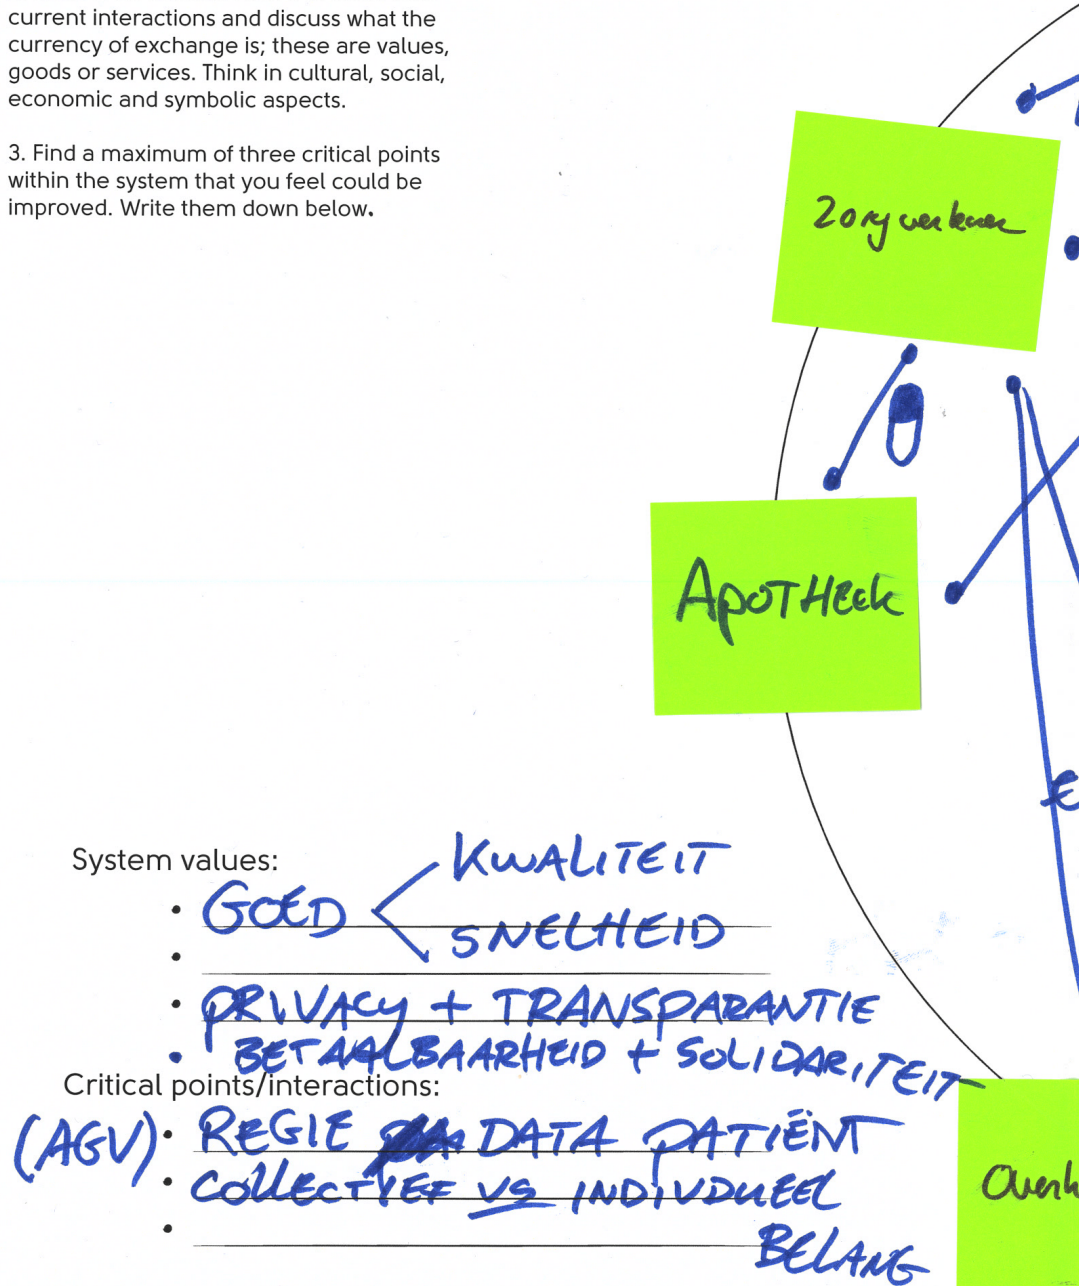 current interactions and discuss what the
currency of exchange is; these are values,
goods or services. Think in cultural, social,
economic and symbolic aspects.
3. Find a maximum of three critical points
within the system that you feel could be
improved. Write them down below.
Zorgverlener
APOTHEEK
€
System values:
• GOED < KWALITEIT
SNELHEID
•
• PRIVACY + TRANSPARANTIE
• BETAALBAARHEID + SOLIDARITEIT
Critical points/interactions:
(AGV) • REGIE DATA PATIËNT
• COLLECTIEF VS INDIVDUEEL
• BELANG